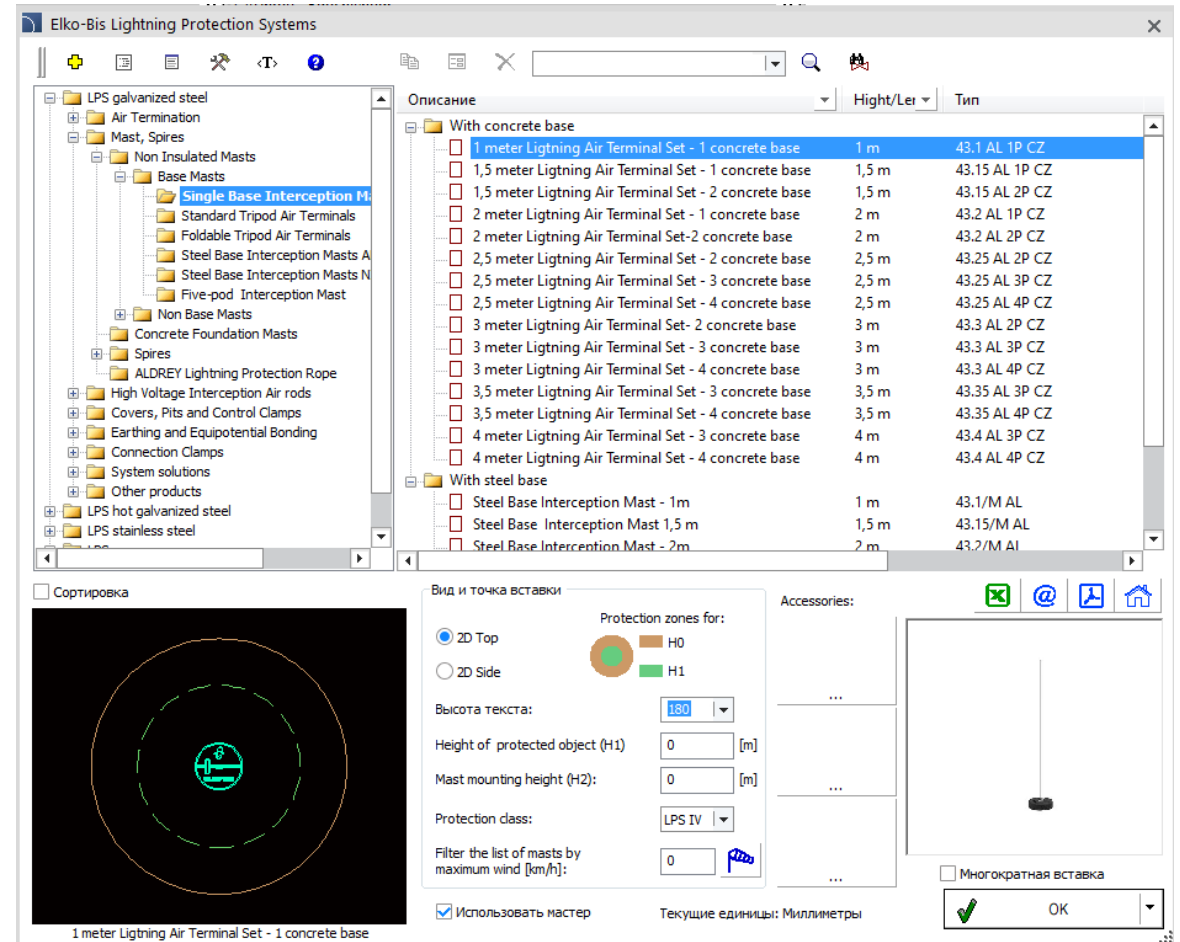 Elko-Bis Lightning Protection Systems
<T>
LPS galvanized steel
Air Termination
Mast, Spires
Non Insulated Masts
Base Masts
Single Base Interception Ma
Standard Tripod Air Terminals
Foldable Tripod Air Terminals
Steel Base Interception Masts A
Steel Base Interception Masts N
Five-pod Interception Mast
Non Base Masts
Concrete Foundation Masts
Spires
ALDREY Lightning Protection Rope
High Voltage Interception Air rods
Covers, Pits and Control Clamps
Earthing and Equipotential Bonding
Connection Clamps
System solutions
Other products
LPS hot galvanized steel
LPS stainless steel
Описание Hight/Ler Тип
With concrete base
1 meter Ligtning Air Terminal Set - 1 concrete base 1 m 43.1 AL 1P CZ
1,5 meter Ligtning Air Terminal Set - 1 concrete base 1,5 m 43.15 AL 1P CZ
1,5 meter Ligtning Air Terminal Set - 2 concrete base 1,5 m 43.15 AL 2P CZ
2 meter Ligtning Air Terminal Set - 1 concrete base 2 m 43.2 AL 1P CZ
2 meter Ligtning Air Terminal Set-2 concrete base 2 m 43.2 AL 2P CZ
2,5 meter Ligtning Air Terminal Set - 2 concrete base 2,5 m 43.25 AL 2P CZ
2,5 meter Ligtning Air Terminal Set - 3 concrete base 2,5 m 43.25 AL 3P CZ
2,5 meter Ligtning Air Terminal Set - 4 concrete base 2,5 m 43.25 AL 4P CZ
3 meter Ligtning Air Terminal Set- 2 concrete base 3 m 43.3 AL 2P CZ
3 meter Ligtning Air Terminal Set - 3 concrete base 3 m 43.3 AL 3P CZ
3 meter Ligtning Air Terminal Set - 4 concrete base 3 m 43.3 AL 4P CZ
3,5 meter Ligtning Air Terminal Set - 3 concrete base 3,5 m 43.35 AL 3P CZ
3,5 meter Ligtning Air Terminal Set - 4 concrete base 3,5 m 43.35 AL 4P CZ
4 meter Ligtning Air Terminal Set - 3 concrete base 4 m 43.4 AL 3P CZ
4 meter Ligtning Air Terminal Set - 4 concrete base 4 m 43.4 AL 4P CZ
With steel base
Steel Base Interception Mast - 1m 1 m 43.1/M AL
Steel Base Interception Mast 1,5 m 1,5 m 43.15/M AL
Steel Base Interception Mast - 2m 2 m 43.2/M AL
Сортировка
1 meter Ligtning Air Terminal Set - 1 concrete base
Вид и точка вставки
Protection zones for:
2D Top H0
2D Side H1
Высота текста: 180
Height of protected object (H1) 0 [m]
Mast mounting height (H2): 0 [m]
Protection class: LPS IV
Filter the list of masts by
maximum wind [km/h]: 0
Использовать мастер Текущие единицы: Миллиметры
Accessories:
...
...
...
Многократная вставка
OK